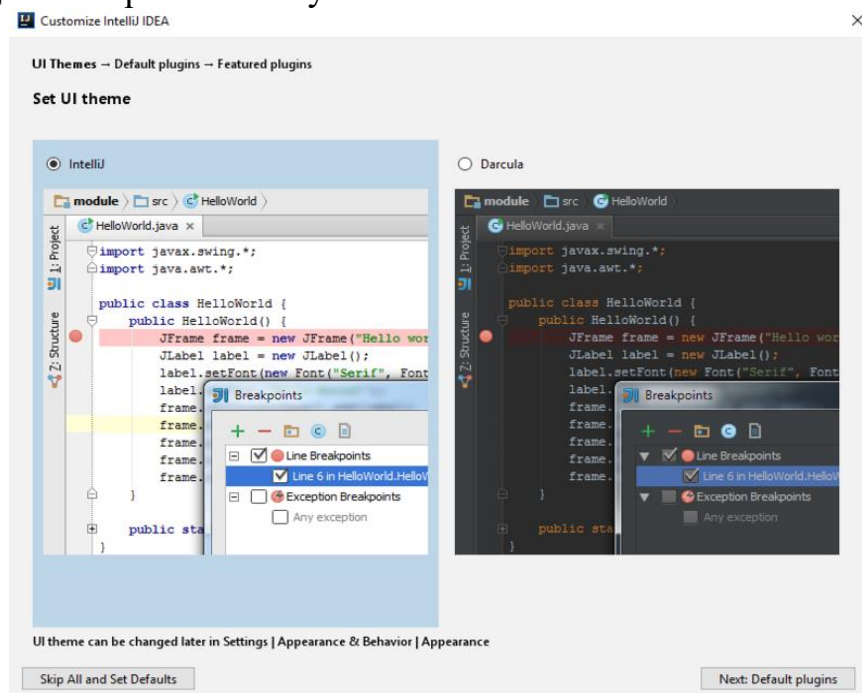 Customize IntelliJ IDEA
UI Themes → Default plugins → Featured plugins
Set UI theme
IntelliJ
module src HelloWorld
HelloWorld.java ×
1: Project
Z: Structure
import javax.swing.*;
import java.awt.*;
public class HelloWorld {
public HelloWorld() {
JFrame frame = new JFrame("Hello wor
JLabel label = new JLabel();
label.setFont(new Font("Serif", Font
label.
frame.
frame.
frame.
frame.
frame.
}
public sta
}
Breakpoints
Line Breakpoints
Line 6 in HelloWorld.HelloW
Exception Breakpoints
Any exception
Darcula
module src HelloWorld
HelloWorld.java ×
1: Project
Z: Structure
import javax.swing.*;
import java.awt.*;
public class HelloWorld {
public HelloWorld() {
JFrame frame = new JFrame("Hello wor
JLabel label = new JLabel();
label.setFont(new Font("Serif", Font
label.
frame.
frame.
frame.
frame.
frame.
}
public sta
}
Breakpoints
Line Breakpoints
Line 6 in HelloWorld.HelloW
Exception Breakpoints
Any exception
UI theme can be changed later in Settings | Appearance & Behavior | Appearance
Skip All and Set Defaults
Next: Default plugins